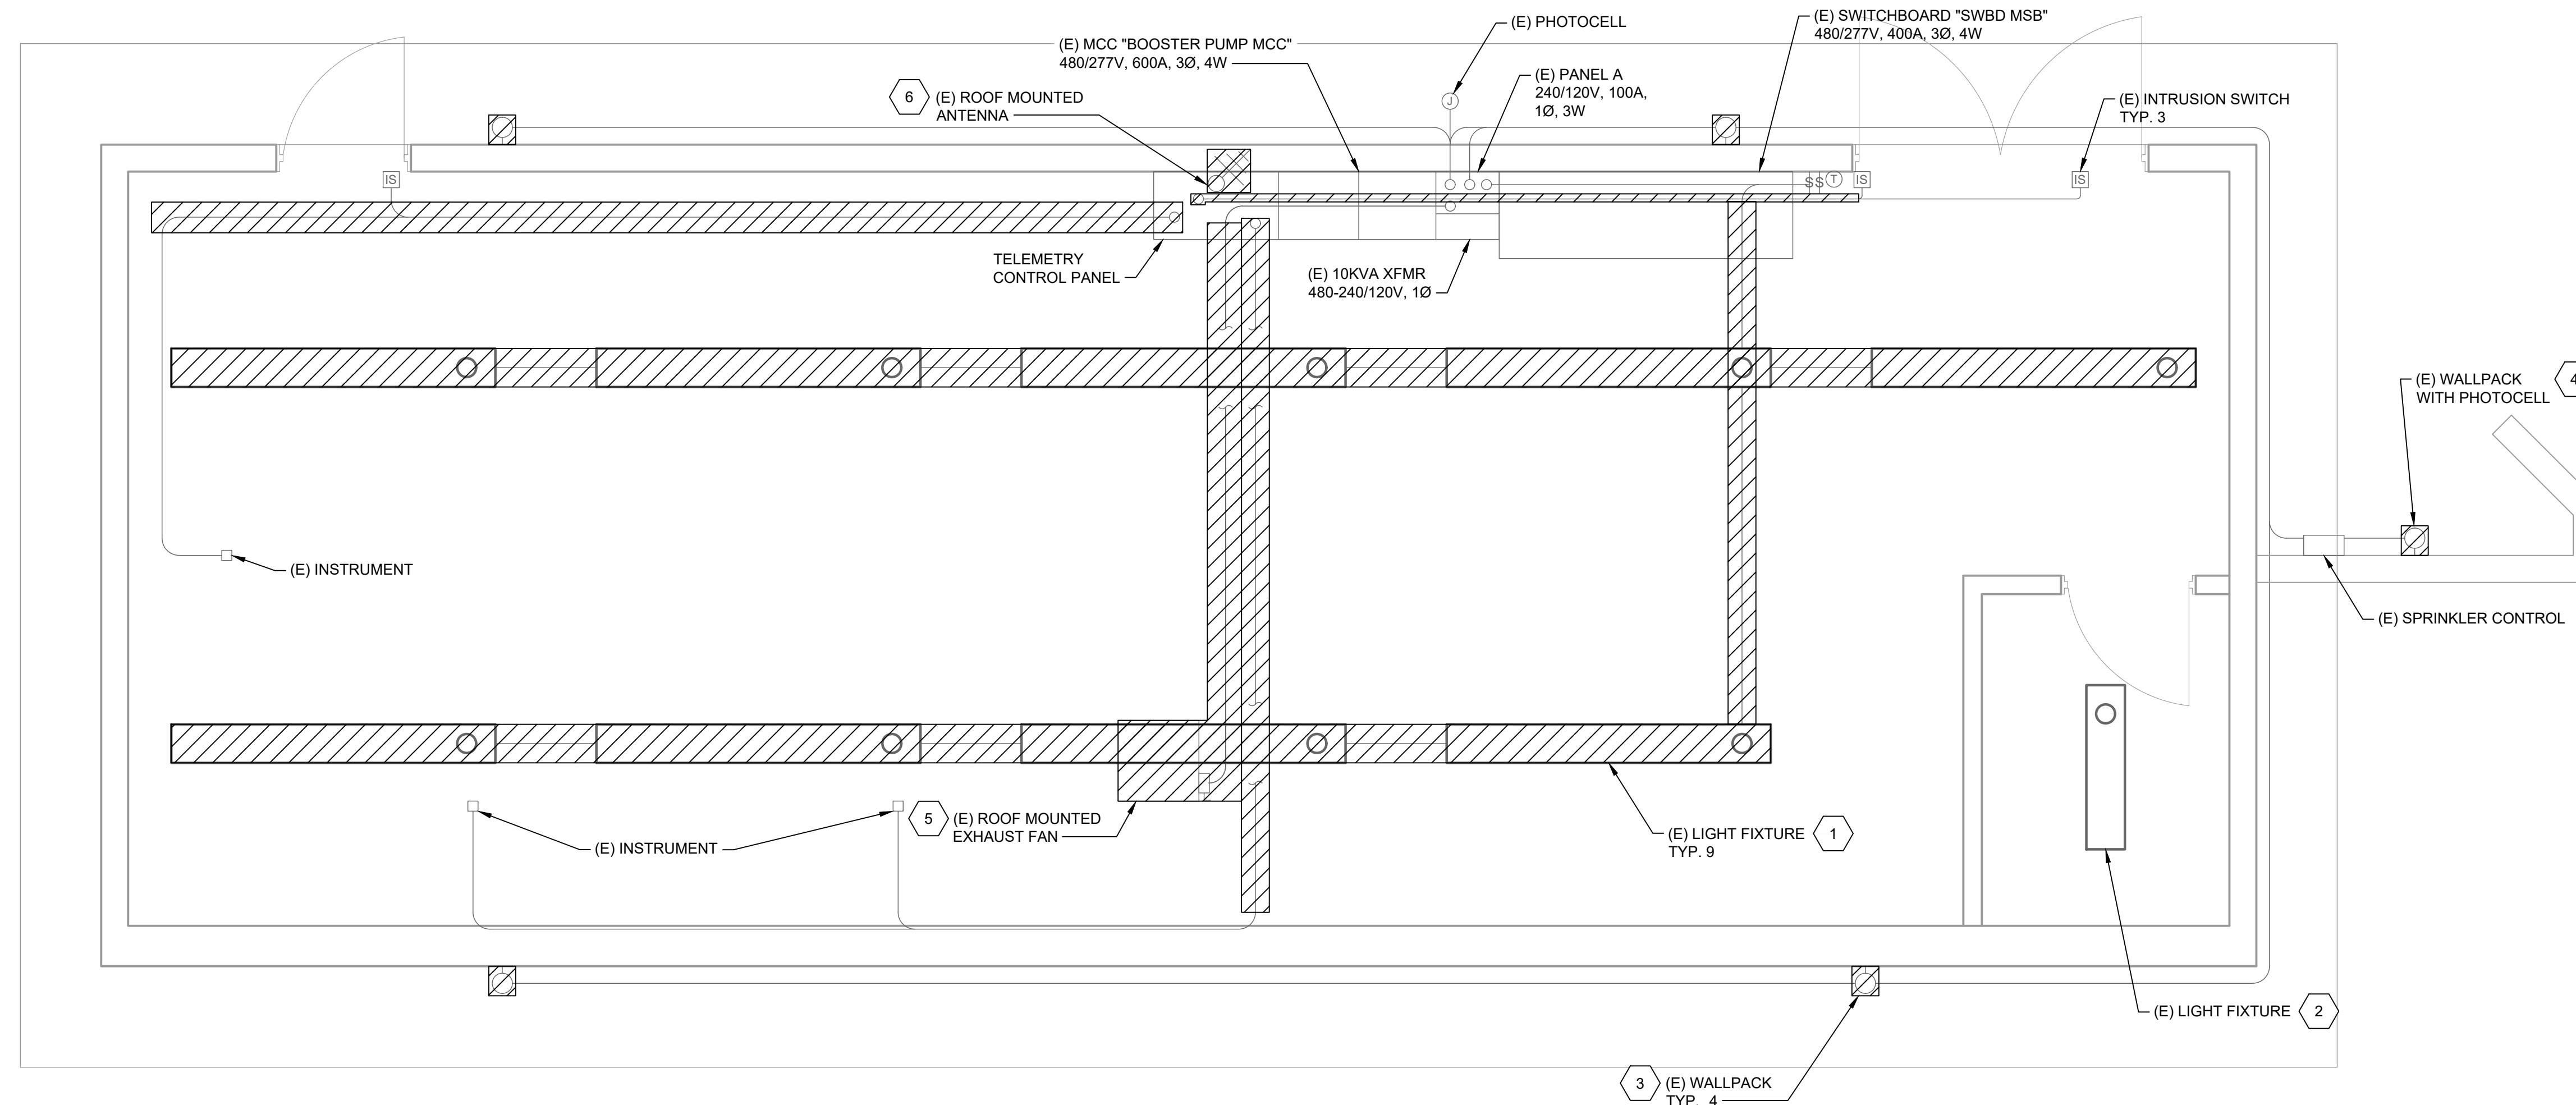 (E) PHOTOCELL
(E) SWITCHBOARD "SWBD MSB"
480/277V, 400A, 3Ø, 4W
(E) MCC "BOOSTER PUMP MCC"
480/277V, 600A, 3Ø, 4W
(E) PANEL A
240/120V, 100A,
1Ø, 3W
6
(E) ROOF MOUNTED
ANTENNA
J
(E) INTRUSION SWITCH
TYP. 3
IS
$$
T
IS
IS
TELEMETRY
CONTROL PANEL
(E) 10KVA XFMR
480-240/120V, 1Ø
(E) WALLPACK
WITH PHOTOCELL
4
(E) INSTRUMENT
(E) SPRINKLER CONTROL
5
(E) ROOF MOUNTED
EXHAUST FAN
(E) INSTRUMENT
(E) LIGHT FIXTURE
TYP. 9
1
(E) LIGHT FIXTURE
2
3
(E) WALLPACK
TYP. 4